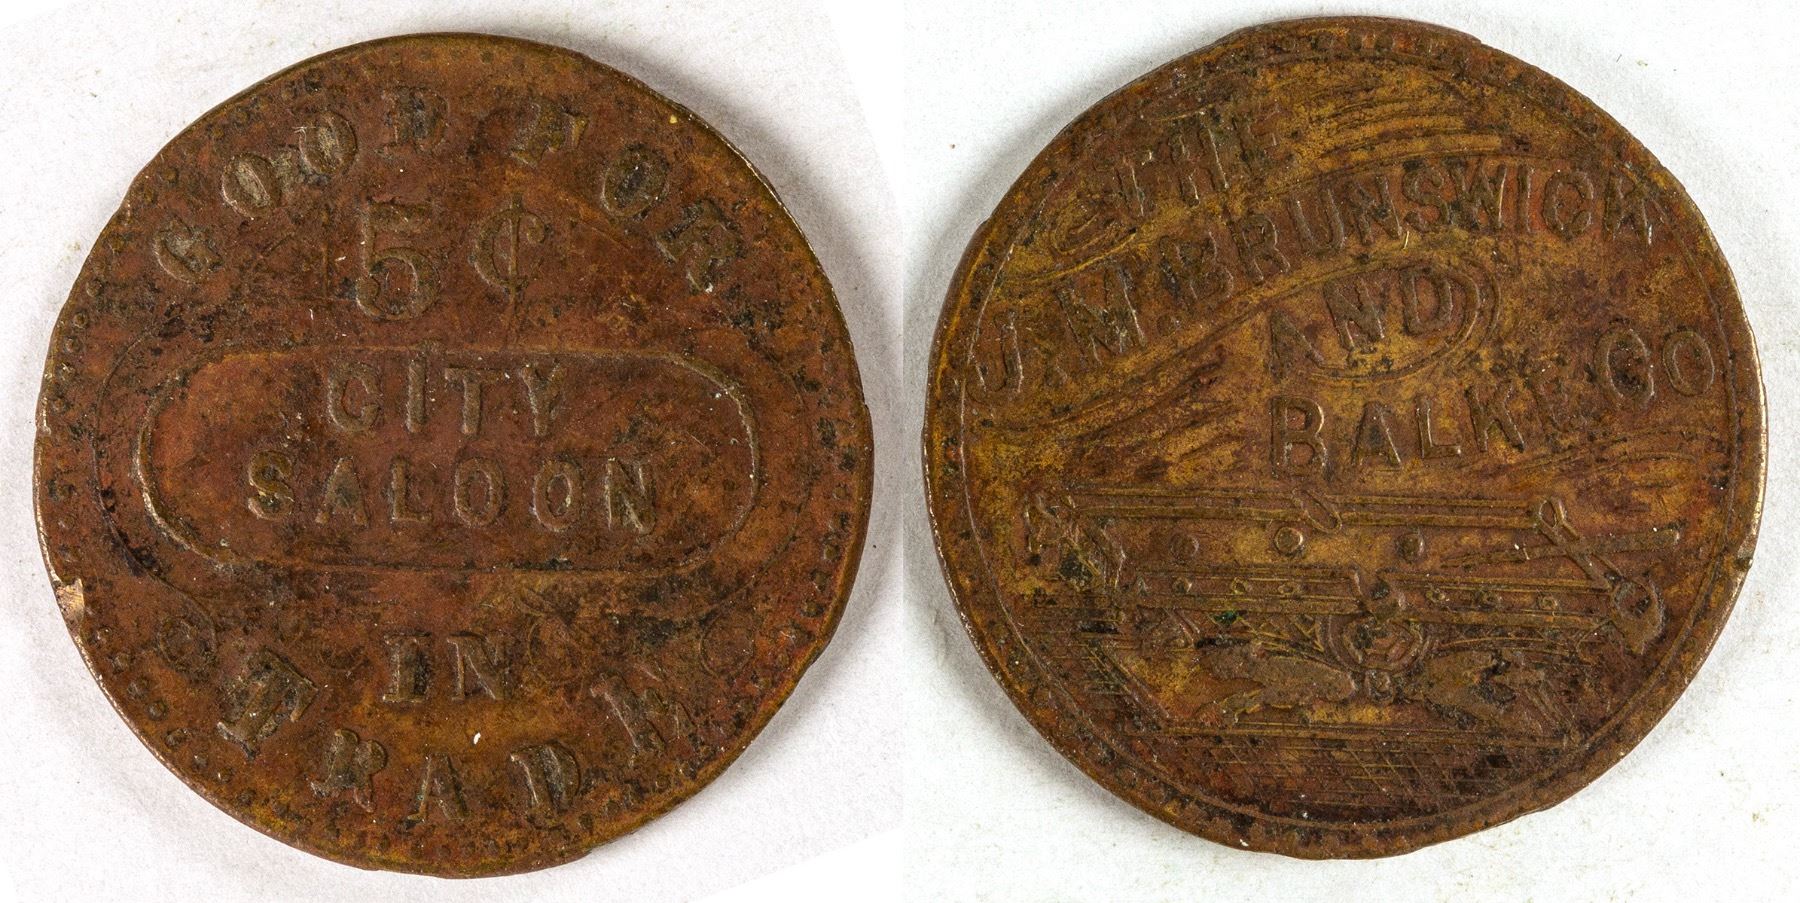 GOOD FOR
5¢
CITY
SALOON
IN
TRADE
THE
J.M.BRUNSWICK
AND
BALKE CO